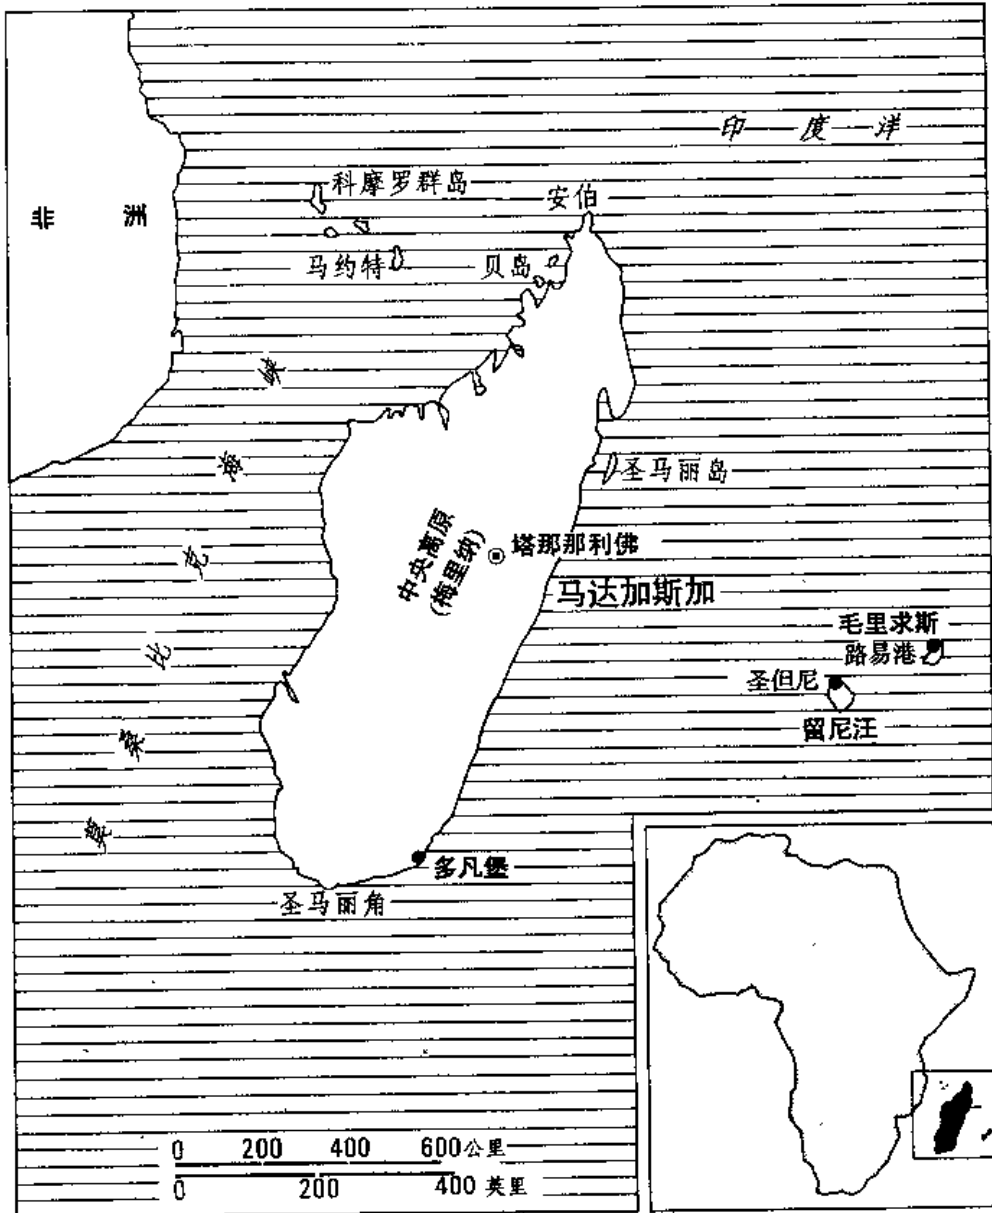 印度洋
科摩罗群岛
安伯
非洲
马约特
贝岛
莫桑比克海峡
圣马丽岛
中央高原
(梅里纳)
塔那那利佛
马达加斯加
毛里求斯
路易港
圣但尼
留尼汪
多凡堡
圣马丽角
0 200 400 600公里
0 200 400 英里